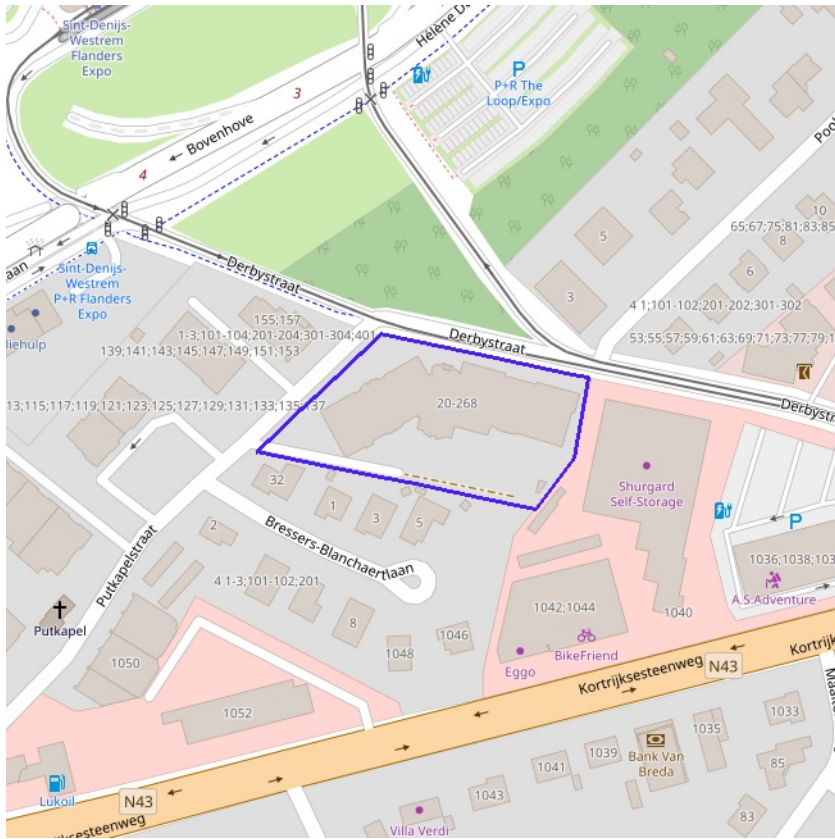 Sint-Denijs-
Westrem
Flanders
Expo
Hélène D
P
P+R The
Loop/Expo
3
Bovenhove
4
Pool
10
65;67;75;81;83;85
8
5
6
laan
Sint-Denijs-
Westrem
P+R Flanders
Expo
Derbystraat
3
4 1;101-102;201-202;301-302
liehulp
155;157
1-3;101-104;201-204;301-304;401
139;141;143;145;147;149;151;153
Derbystraat
53;55;57;59;61;63;69;71;73;77;79;1
13;115;117;119;121;123;125;127;129;131;133;135;137
20-268
Derbystr
32
Shurgard
Self-Storage
1
3
5
P
2
Bressers-Blanchaertlaan
1036;1038;103
4 1-3;101-102;201
A.S.Adventure
Putkapelstraat
Putkapel
8
1042;1044
1040
1046
1048
1050
Eggo
BikeFriend
Kortrijksesteenweg
N43
Kortrij
1052
1033
1035
1039
Bank Van
Breda
1041
85
Lukoil
N43
1043
ijksesteenweg
Villa Verdi
83